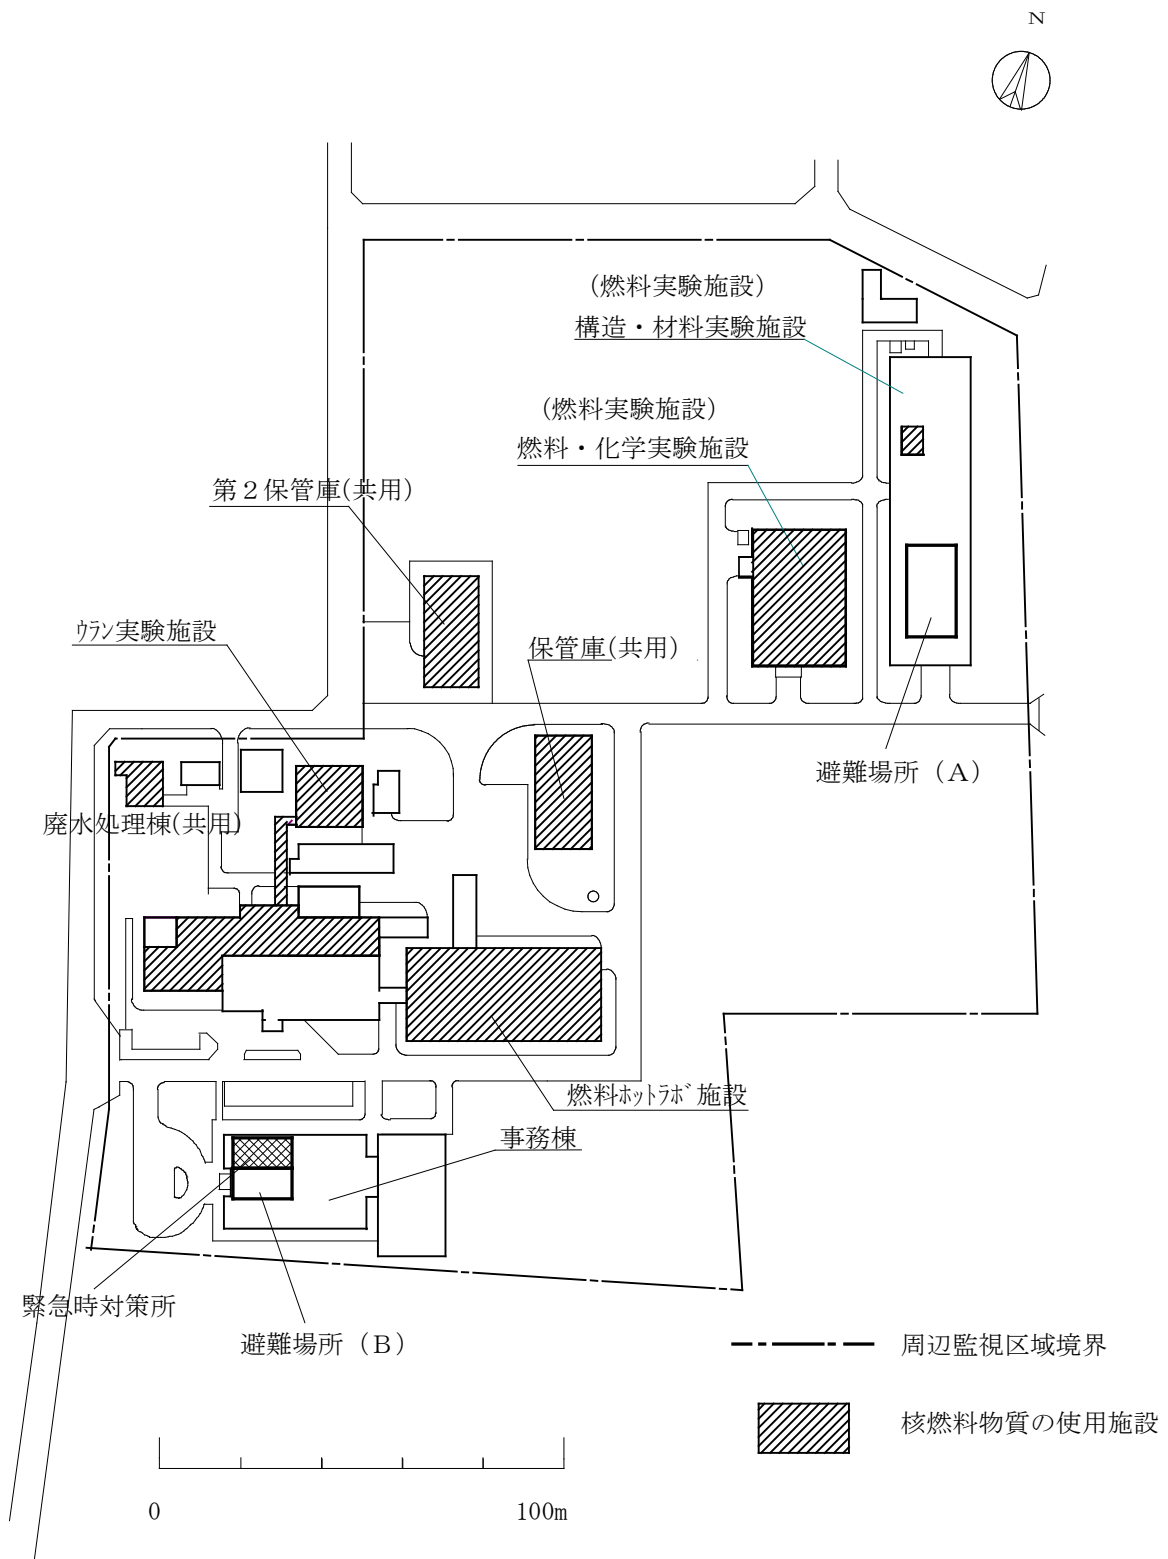 N
(燃料実験施設)
構造・材料実験施設
(燃料実験施設)
燃料・化学実験施設
第２保管庫(共用)
ｳﾗﾝ実験施設
保管庫(共用)
避難場所（Ａ）
廃水処理棟(共用)
燃料ﾎｯﾄﾗﾎﾞ施設
事務棟
緊急時対策所
避難場所（Ｂ）
周辺監視区域境界
核燃料物質の使用施設
0
100m